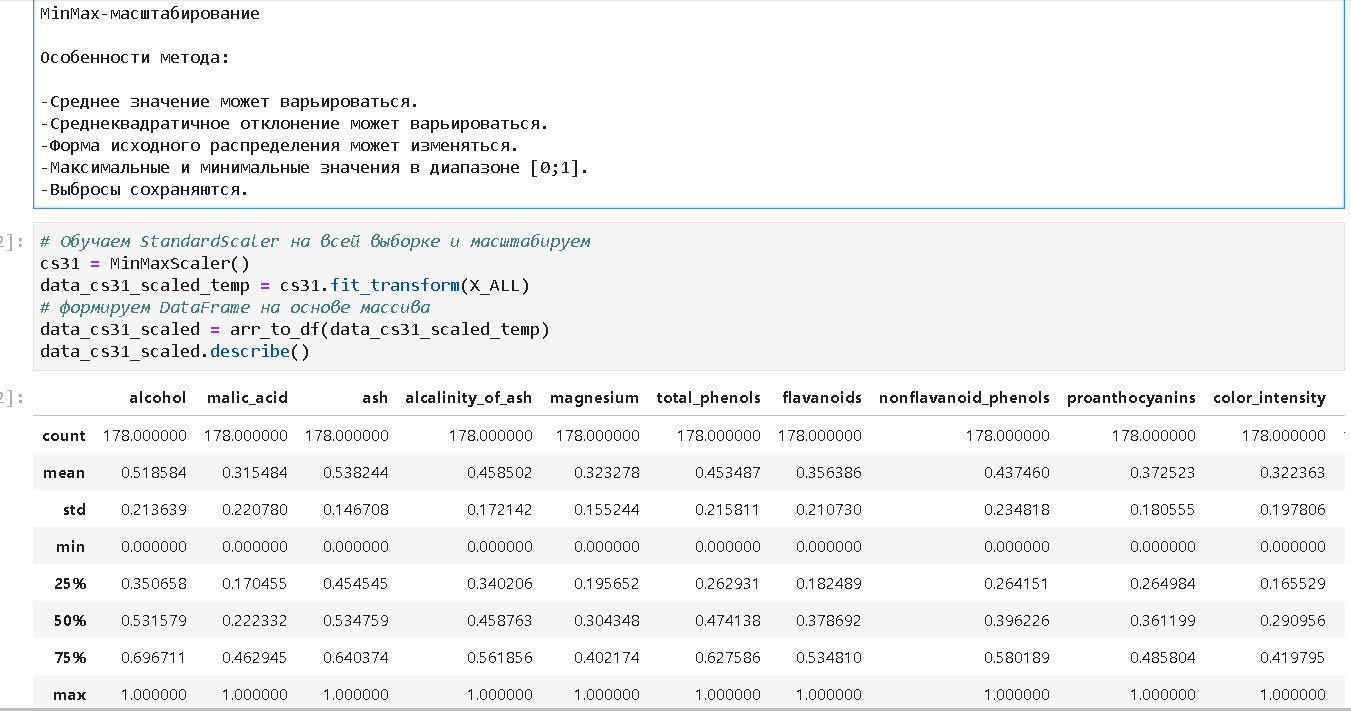 MinMax-масштабирование
Особенности метода:
-Среднее значение может варьироваться.
-Среднеквадратичное отклонение может варьироваться.
-Форма исходного распределения может изменяться.
-Максимальные и минимальные значения в диапазоне [0;1].
-Выбросы сохраняются.
2]: # Обучаем StandardScaler на всей выборке и масштабируем
cs31 = MinMaxScaler()
data_cs31_scaled_temp = cs31.fit_transform(X_ALL)
# формируем DataFrame на основе массива
data_cs31_scaled = arr_to_df(data_cs31_scaled_temp)
data_cs31_scaled.describe()
2]: alcohol malic_acid ash alcalinity_of_ash magnesium total_phenols flavanoids nonflavanoid_phenols proanthocyanins color_intensity
count 178.000000 178.000000 178.000000 178.000000 178.000000 178.000000 178.000000 178.000000 178.000000 178.000000
mean 0.518584 0.315484 0.538244 0.458502 0.323278 0.453487 0.356386 0.437460 0.372523 0.322363
std 0.213639 0.220780 0.146708 0.172142 0.155244 0.215811 0.210730 0.234818 0.180555 0.197806
min 0.000000 0.000000 0.000000 0.000000 0.000000 0.000000 0.000000 0.000000 0.000000 0.000000
25% 0.350658 0.170455 0.454545 0.340206 0.195652 0.262931 0.182489 0.264151 0.264984 0.165529
50% 0.531579 0.222332 0.534759 0.458763 0.304348 0.474138 0.378692 0.396226 0.361199 0.290956
75% 0.696711 0.462945 0.640374 0.561856 0.402174 0.627586 0.534810 0.580189 0.485804 0.419795
max 1.000000 1.000000 1.000000 1.000000 1.000000 1.000000 1.000000 1.000000 1.000000 1.000000